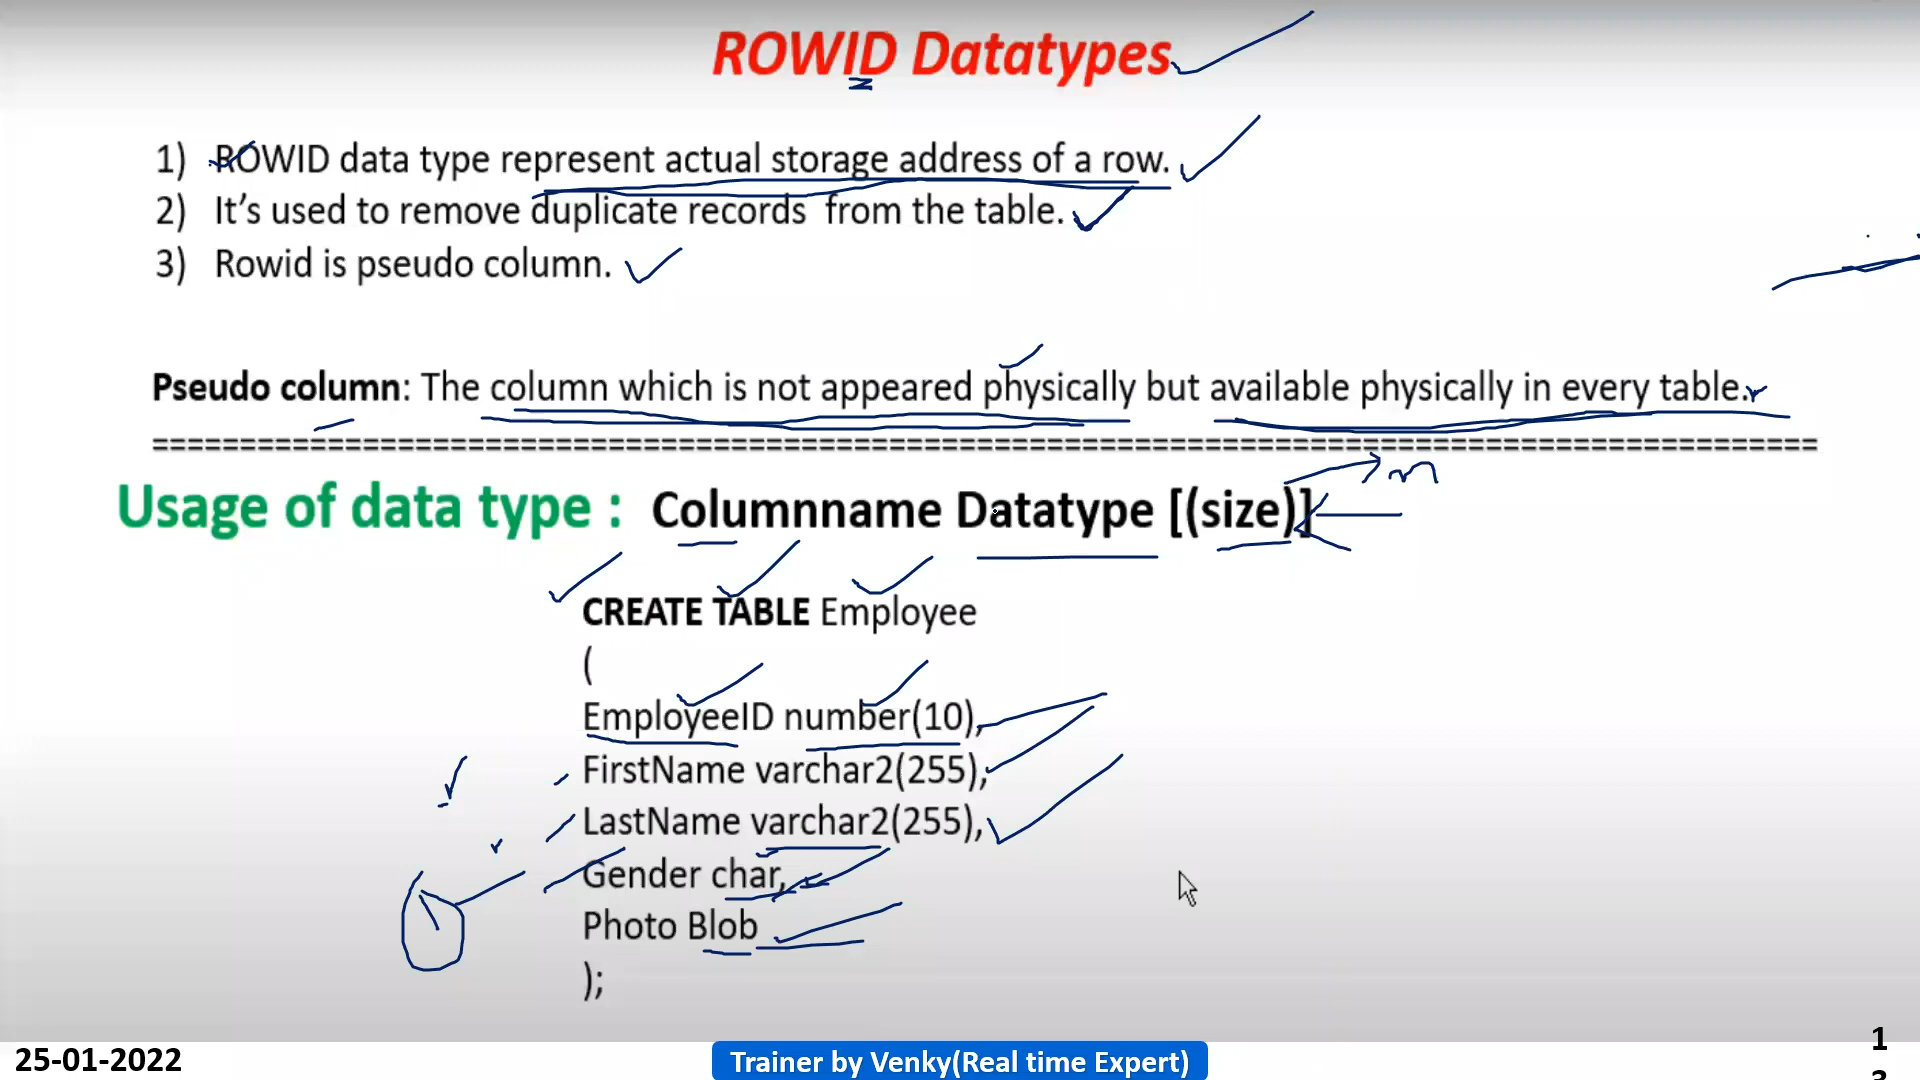 ROWID Datatypes
1) ROWID data type represent actual storage address of a row.
2) It's used to remove duplicate records from the table.
3) Rowid is pseudo column.
Pseudo column: The column which is not appeared physically but available physically in every table.
===============================================================================================
Usage of data type : Columnname Datatype [(size)]
CREATE TABLE Employee
(
EmployeeID number(10),
FirstName varchar2(255),
LastName varchar2(255),
Gender char,
Photo Blob
);
25-01-2022
Trainer by Venky(Real time Expert)
1